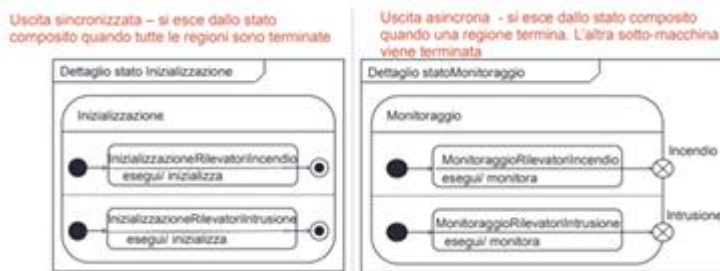 Uscita sincronizzata – si esce dallo stato
composito quando tutte le regioni sono terminate
Dettaglio stato Inizializzazione
Inizializzazione
InizializzazioneRilevatoriIncendio
esegui/ inizializza
InizializzazioneRilevatoriIntrusione
esegui/ inizializza
Uscita asincrona - si esce dallo stato composito
quando una regione termina. L'altra sotto-macchina
viene terminata
Dettaglio statoMonitoraggio
Monitoraggio
MonitoraggioRilevatoriIncendio
esegui/ monitora
Incendio
MonitoraggioRilevatoriIntrusione
esegui/ monitora
Intrusione